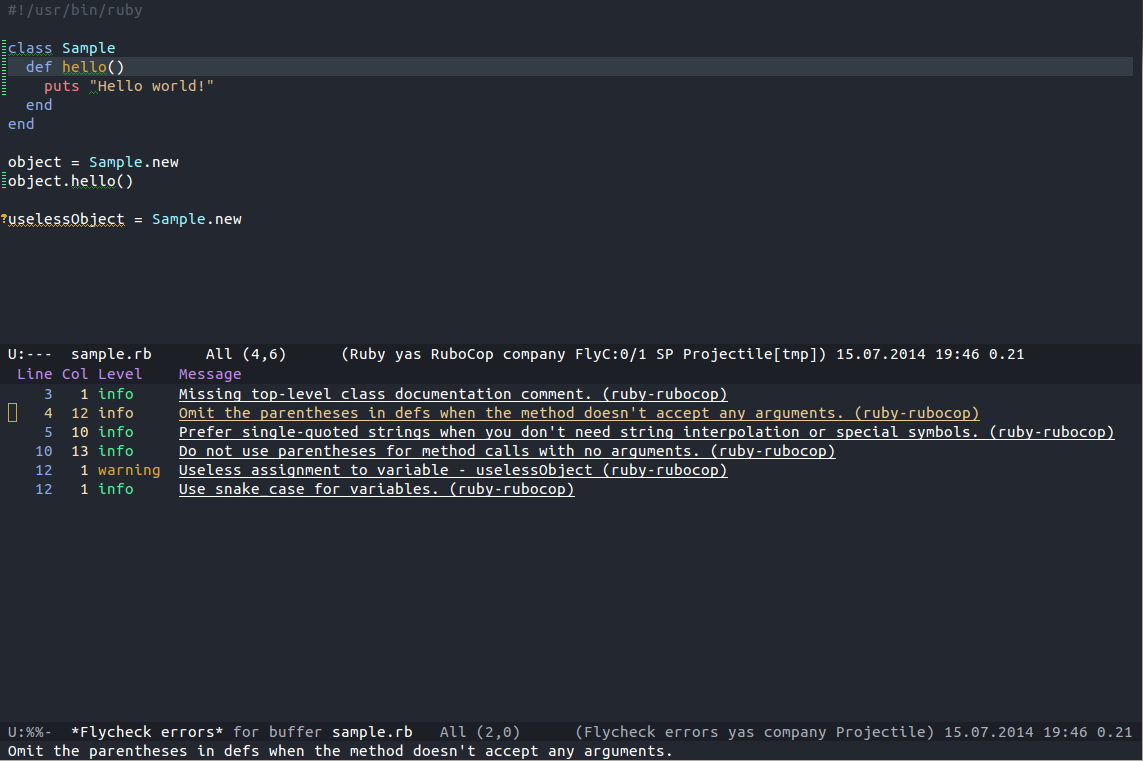 #!/usr/bin/ruby
class Sample
  def hello()
    puts "Hello world!"
  end
end
object = Sample.new
object.hello()
?uselessObject = Sample.new
U:---  sample.rb      All (4,6)      (Ruby yas RuboCop company FlyC:0/1 SP Projectile[tmp]) 15.07.2014 19:46 0.21
Line Col Level    Message
3   1 info     Missing top-level class documentation comment. (ruby-rubocop)
4  12 info     Omit the parentheses in defs when the method doesn't accept any arguments. (ruby-rubocop)
5  10 info     Prefer single-quoted strings when you don't need string interpolation or special symbols. (ruby-rubocop)
10  13 info     Do not use parentheses for method calls with no arguments. (ruby-rubocop)
12   1 warning  Useless assignment to variable - uselessObject (ruby-rubocop)
12   1 info     Use snake case for variables. (ruby-rubocop)
U:%%-  *Flycheck errors* for buffer sample.rb   All (2,0)      (Flycheck errors yas company Projectile) 15.07.2014 19:46 0.21
Omit the parentheses in defs when the method doesn't accept any arguments.